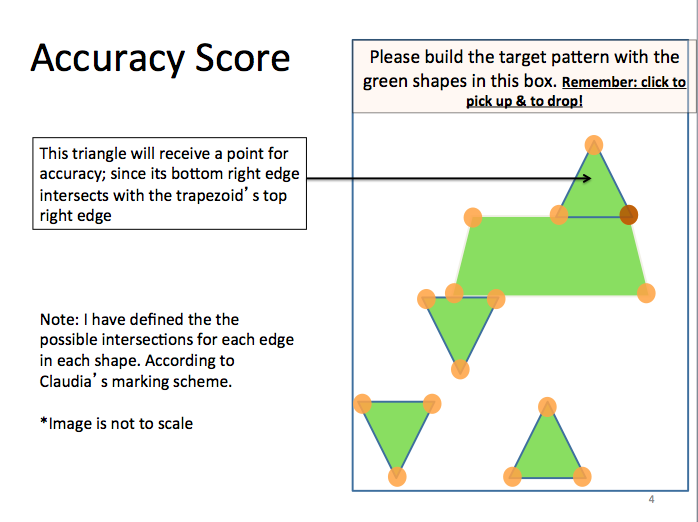 Accuracy Score
Please build the target pattern with the
green shapes in this box. Remember: click to
pick up & to drop!
This triangle will receive a point for
accuracy; since its bottom right edge
intersects with the trapezoid's top
right edge
Note: I have defined the the
possible intersections for each edge
in each shape. According to
Claudia's marking scheme.
*Image is not to scale
4